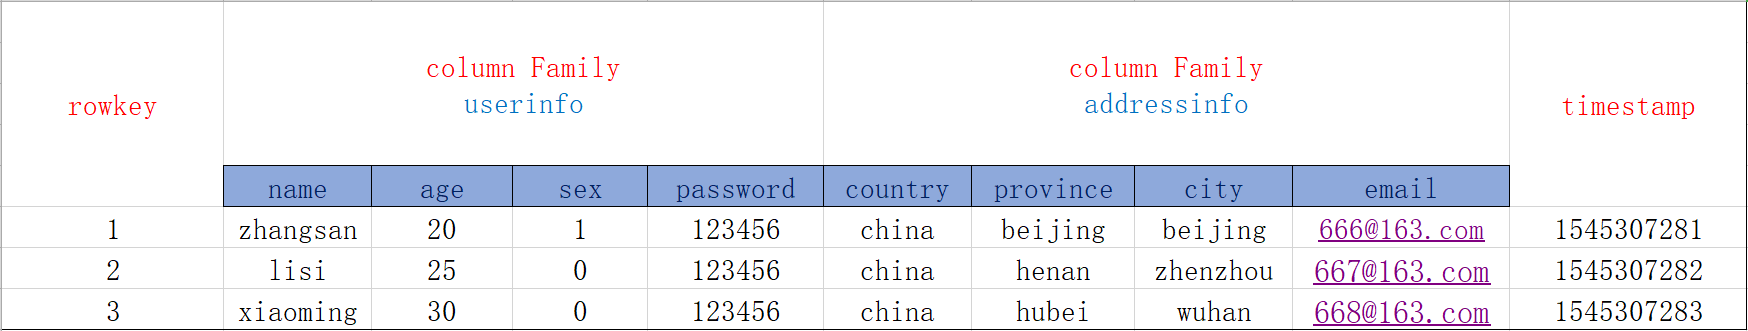 rowkey
column Family
userinfo
column Family
addressinfo
timestamp
name age sex password country province city email
1 zhangsan 20 1 123456 china beijing beijing 666@163.com 1545307281
2 lisi 25 0 123456 china henan zhenzhou 667@163.com 1545307282
3 xiaoming 30 0 123456 china hubei wuhan 668@163.com 1545307283